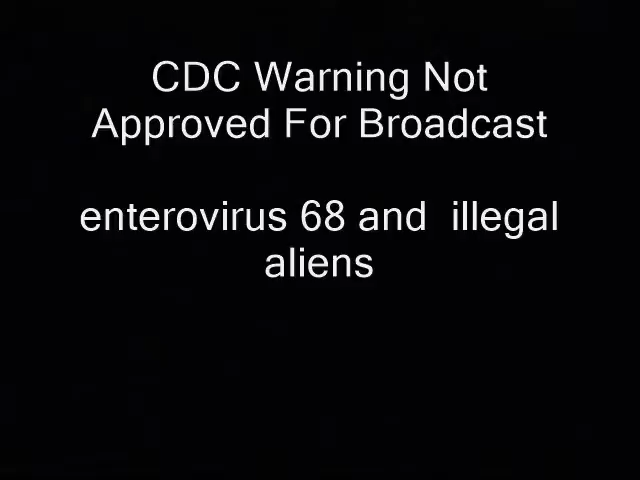 CDC Warning Not
Approved For Broadcast
enterovirus 68 and  illegal
aliens